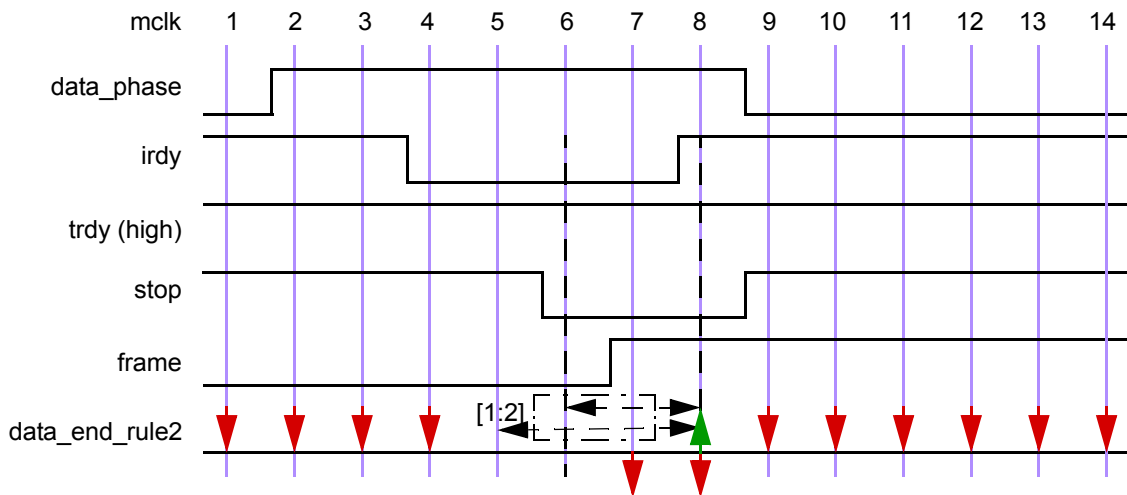 mclk 1 2 3 4 5 6 7 8 9 10 11 12 13 14
data_phase
irdy
trdy (high)
stop
frame
[1:2]
data_end_rule2